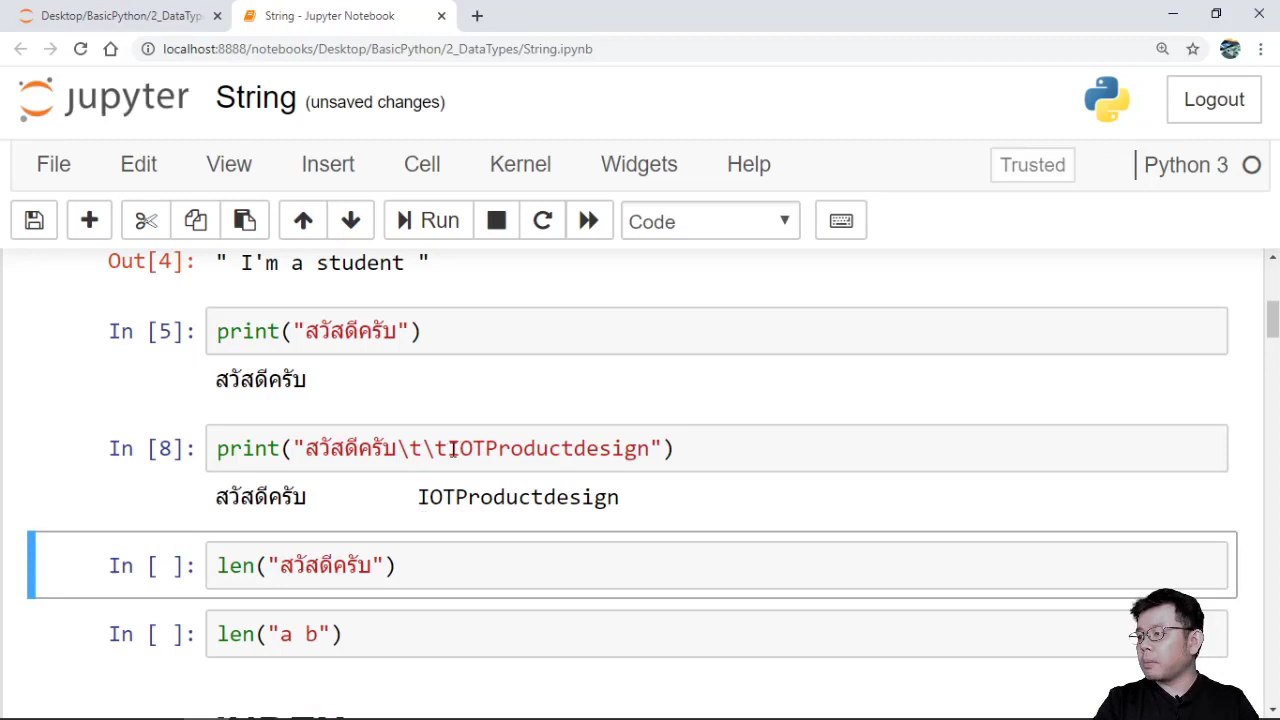 Desktop/BasicPython/2_DataTyp
String - Jupyter Notebook
localhost:8888/notebooks/Desktop/BasicPython/2_DataTypes/String.ipynb
jupyter String (unsaved changes)
Logout
File Edit View Insert Cell Kernel Widgets Help Trusted Python 3
Run Code
Out[4]: " I'm a student "
In [5]: print("สวัสดีครับ")
สวัสดีครับ
In [8]: print("สวัสดีครับ\t\tIOTProductdesign")
สวัสดีครับ IOTProductdesign
In [ ]: len("สวัสดีครับ")
In [ ]: len("a b")
INDEX